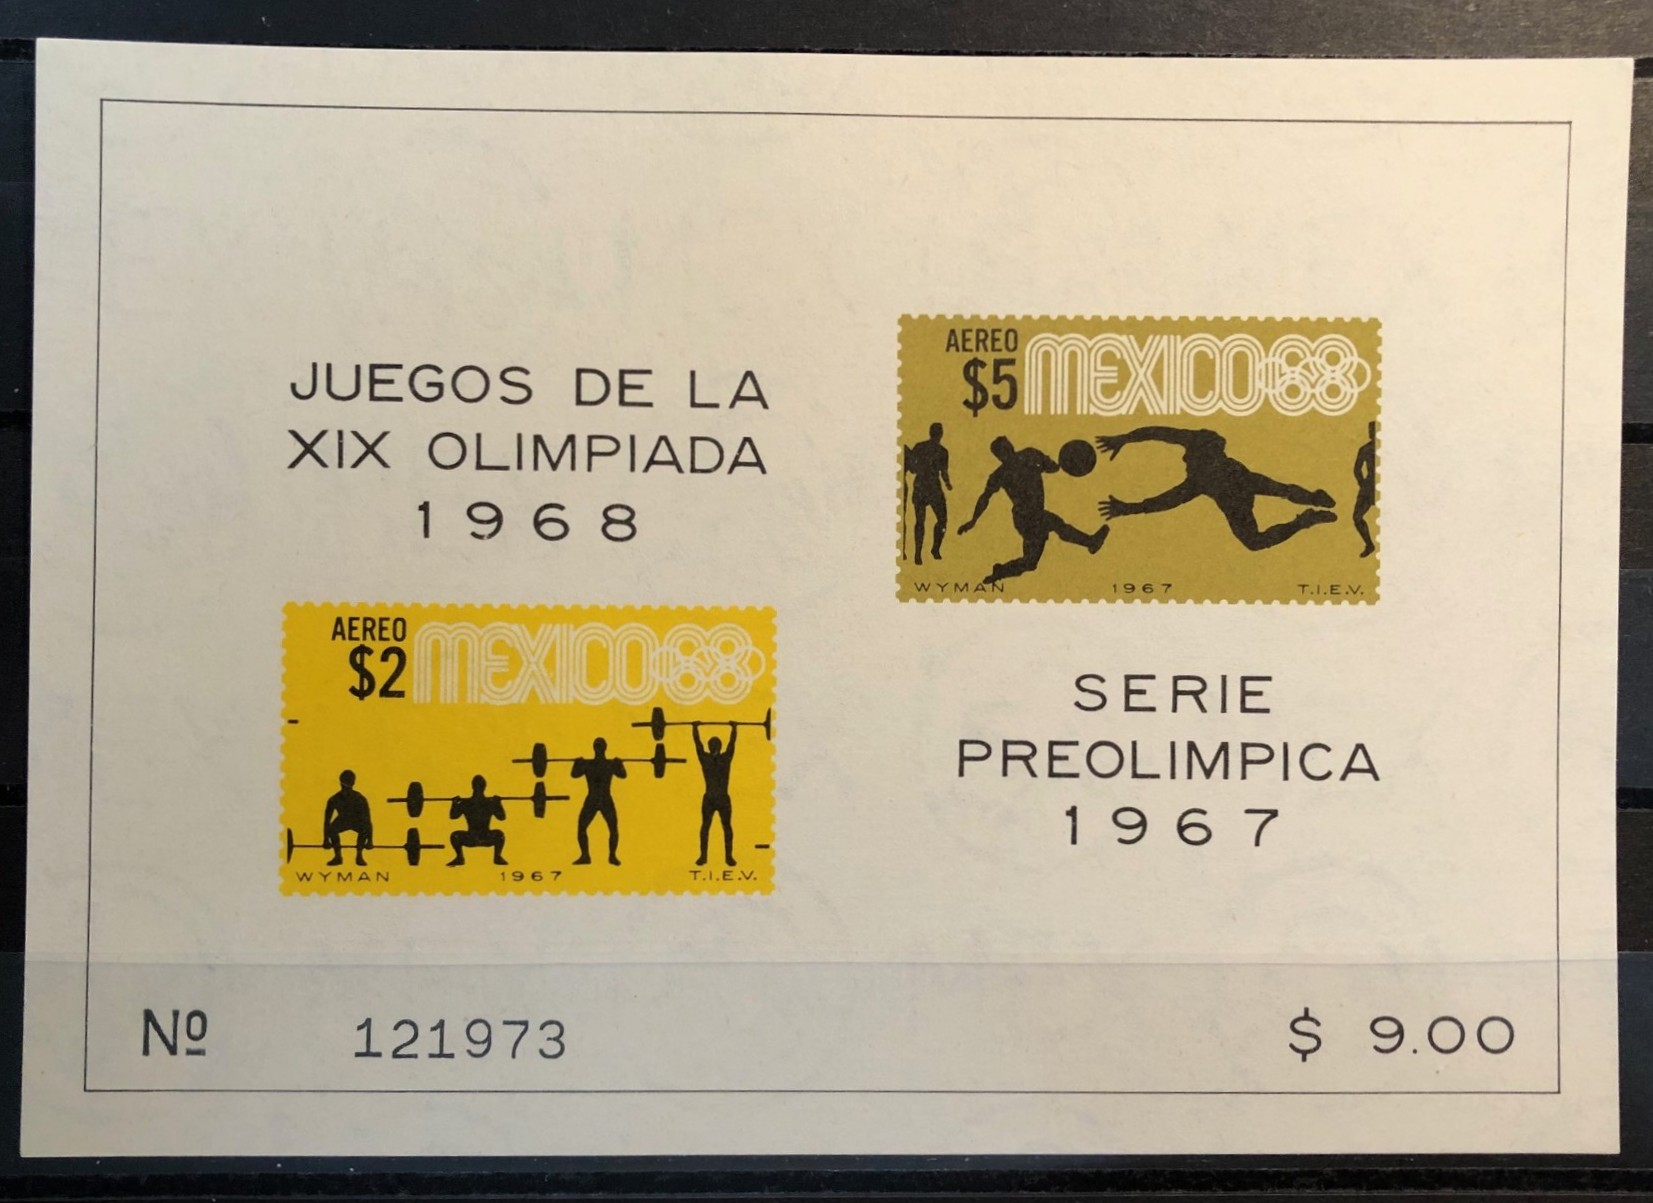 JUEGOS DE LA
XIX OLIMPIADA
1968
AEREO
$5
MEXICO68
WYMAN 1967 T.I.E.V.
AEREO
$2
MEXICO68
WYMAN 1967 T.I.E.V.
SERIE
PREOLIMPICA
1967
Nº 121973
$ 9.00